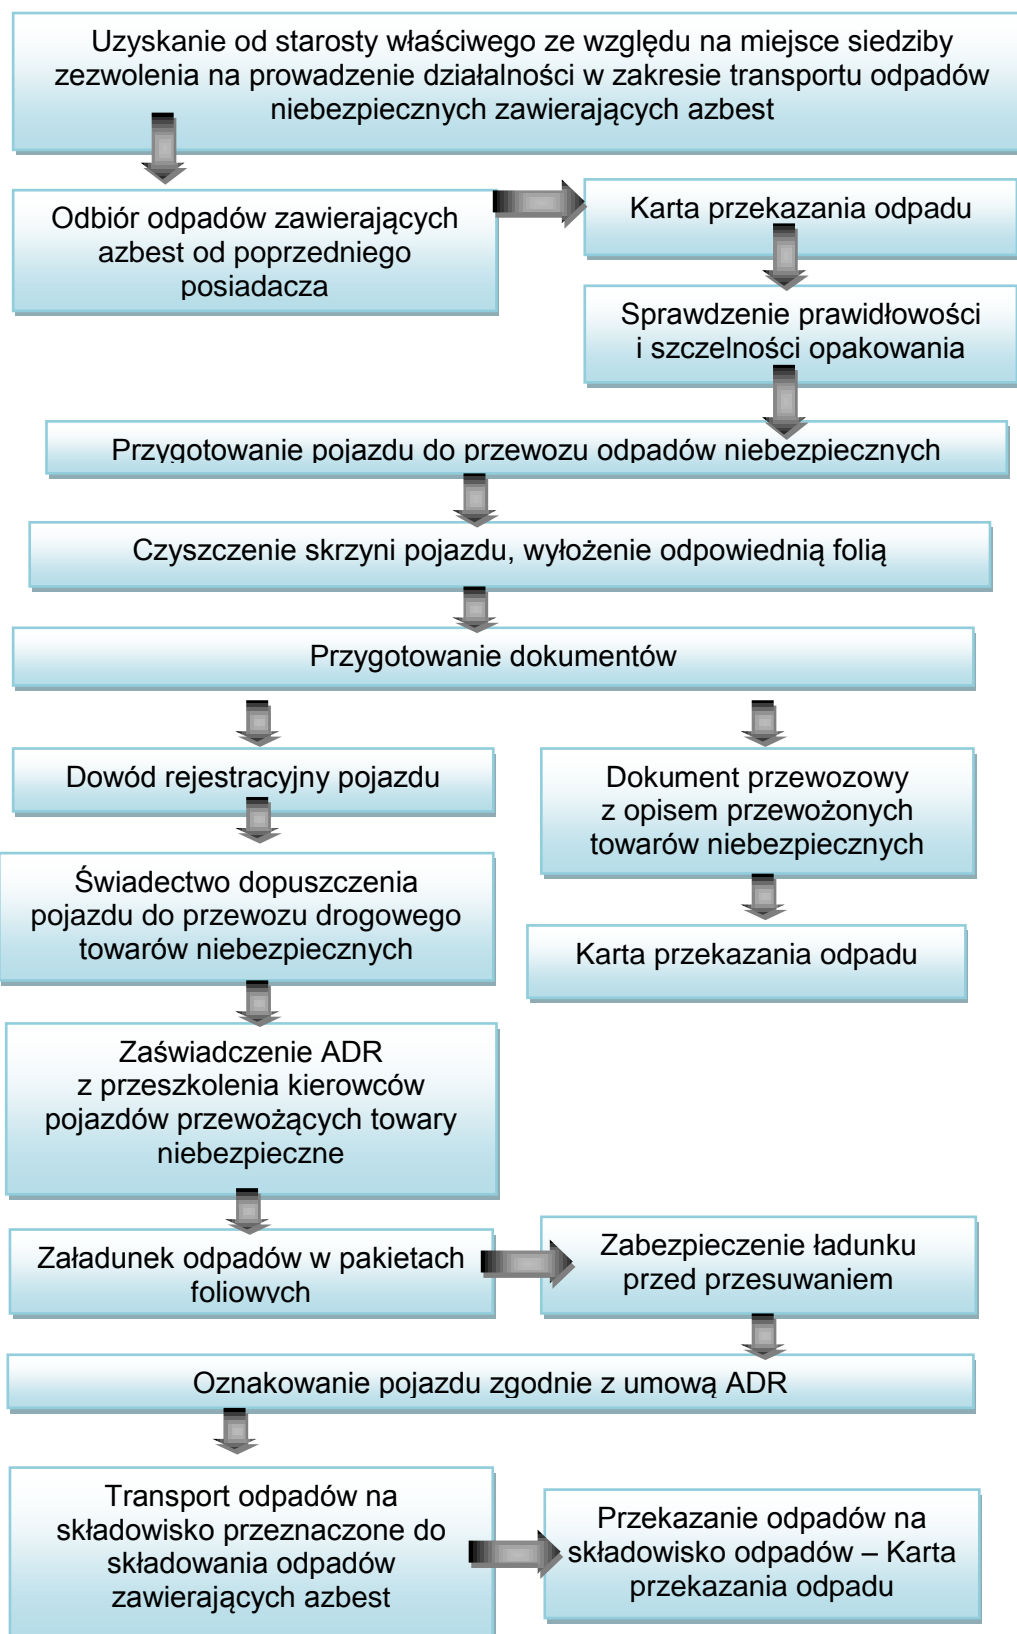 Uzyskanie od starosty właściwego ze względu na miejsce siedziby
zezwolenia na prowadzenie działalności w zakresie transportu odpadów
niebezpiecznych zawierających azbest
Odbiór odpadów zawierających
azbest od poprzedniego
posiadacza
Karta przekazania odpadu
Sprawdzenie prawidłowości
i szczelności opakowania
Przygotowanie pojazdu do przewozu odpadów niebezpiecznych
Czyszczenie skrzyni pojazdu, wyłożenie odpowiednią folią
Przygotowanie dokumentów
Dowód rejestracyjny pojazdu
Świadectwo dopuszczenia
pojazdu do przewozu drogowego
towarów niebezpiecznych
Zaświadczenie ADR
z przeszkolenia kierowców
pojazdów przewożących towary
niebezpieczne
Dokument przewozowy
z opisem przewożonych
towarów niebezpiecznych
Karta przekazania odpadu
Załadunek odpadów w pakietach
foliowych
Zabezpieczenie ładunku
przed przesuwaniem
Oznakowanie pojazdu zgodnie z umową ADR
Transport odpadów na
składowisko przeznaczone do
składowania odpadów
zawierających azbest
Przekazanie odpadów na
składowisko odpadów – Karta
przekazania odpadu